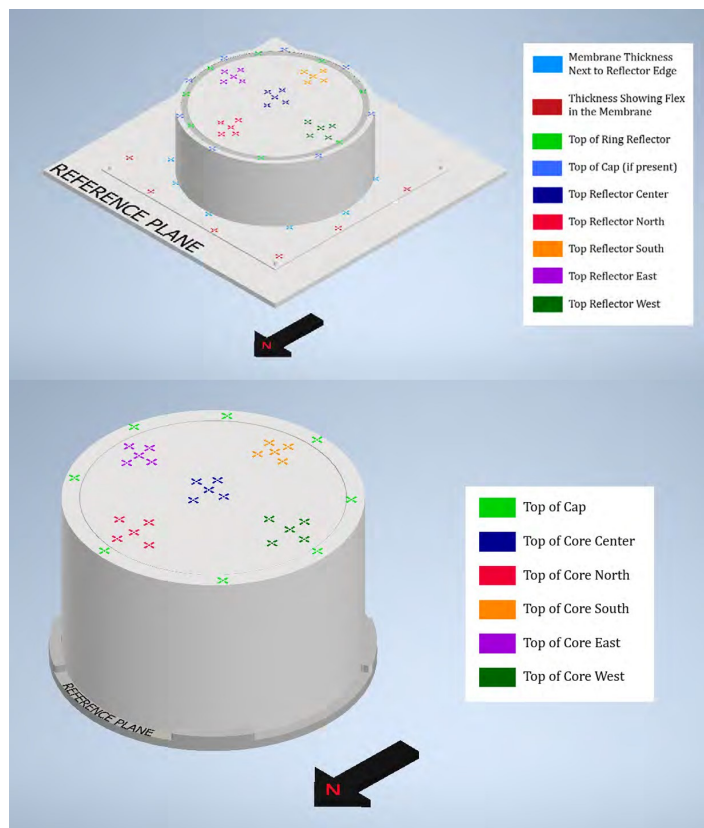 Membrane Thickness
Next to Reflector Edge
Thickness Showing Flex
in the Membrane
Top of Ring Reflector
Top of Cap (if present)
Top Reflector Center
Top Reflector North
Top Reflector South
Top Reflector East
Top Reflector West
REFERENCE PLANE
N
Top of Cap
Top of Core Center
Top of Core North
Top of Core South
Top of Core East
Top of Core West
REFERENCE PLANE
N